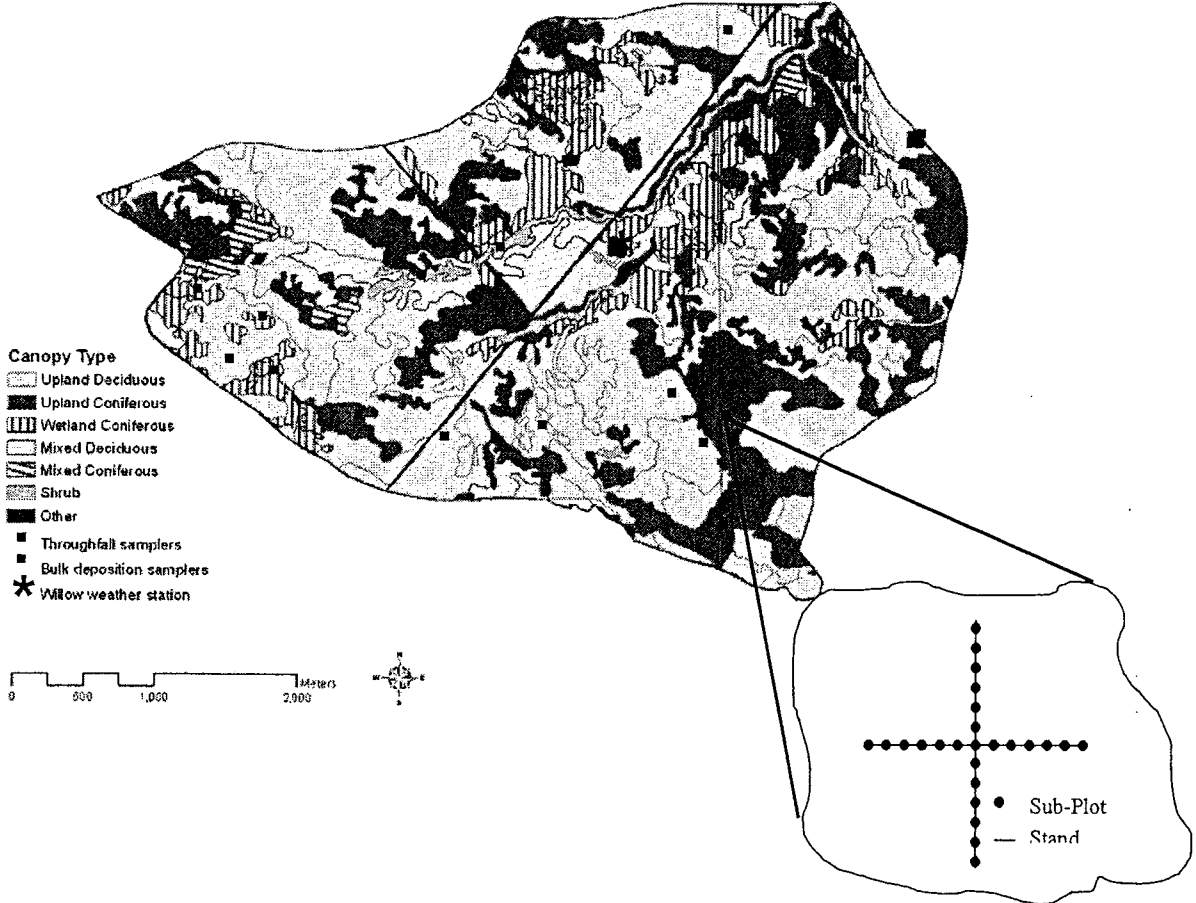 Canopy Type
Upland Deciduous
Upland Coniferous
Wetland Coniferous
Mixed Deciduous
Mixed Coniferous
Shrub
Other
Throughfall samplers
Bulk deposition samplers
Willow weather station
Meters
0 500 1,000 2,000
N
W E
S
Sub-Plot
Stand